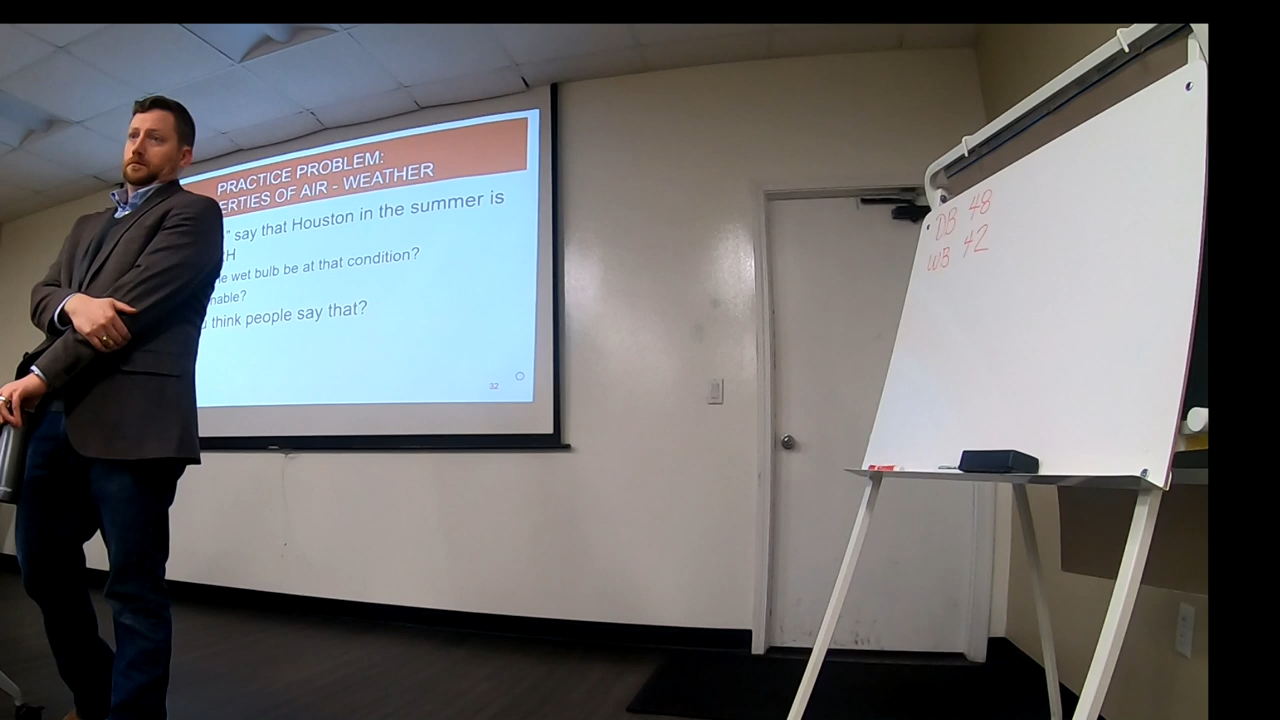 PRACTICE PROBLEM:
ERTIES OF AIR - WEATHER
" say that Houston in the summer is
H
e wet bulb be at that condition?
nable?
think people say that?
32
DB 48
WB 42